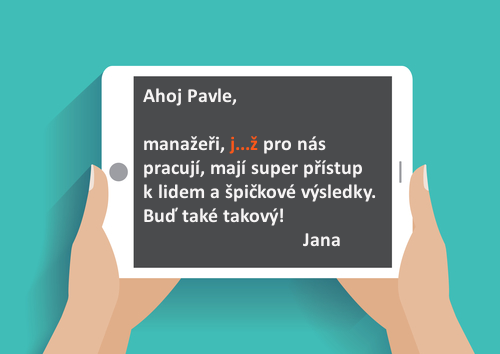 Ahoj Pavle,
manažeři, j...ž pro nás
pracují, mají super přístup
k lidem a špičkové výsledky.
Buď také takový!
Jana